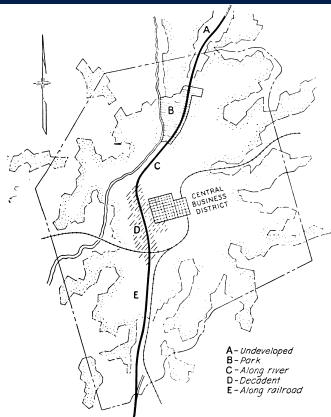 A
B
C
CENTRAL
BUSINESS
DISTRICT
D
E
A-Undeveloped
B-Park
C-Along river
D-Decadent
E-Along railroad